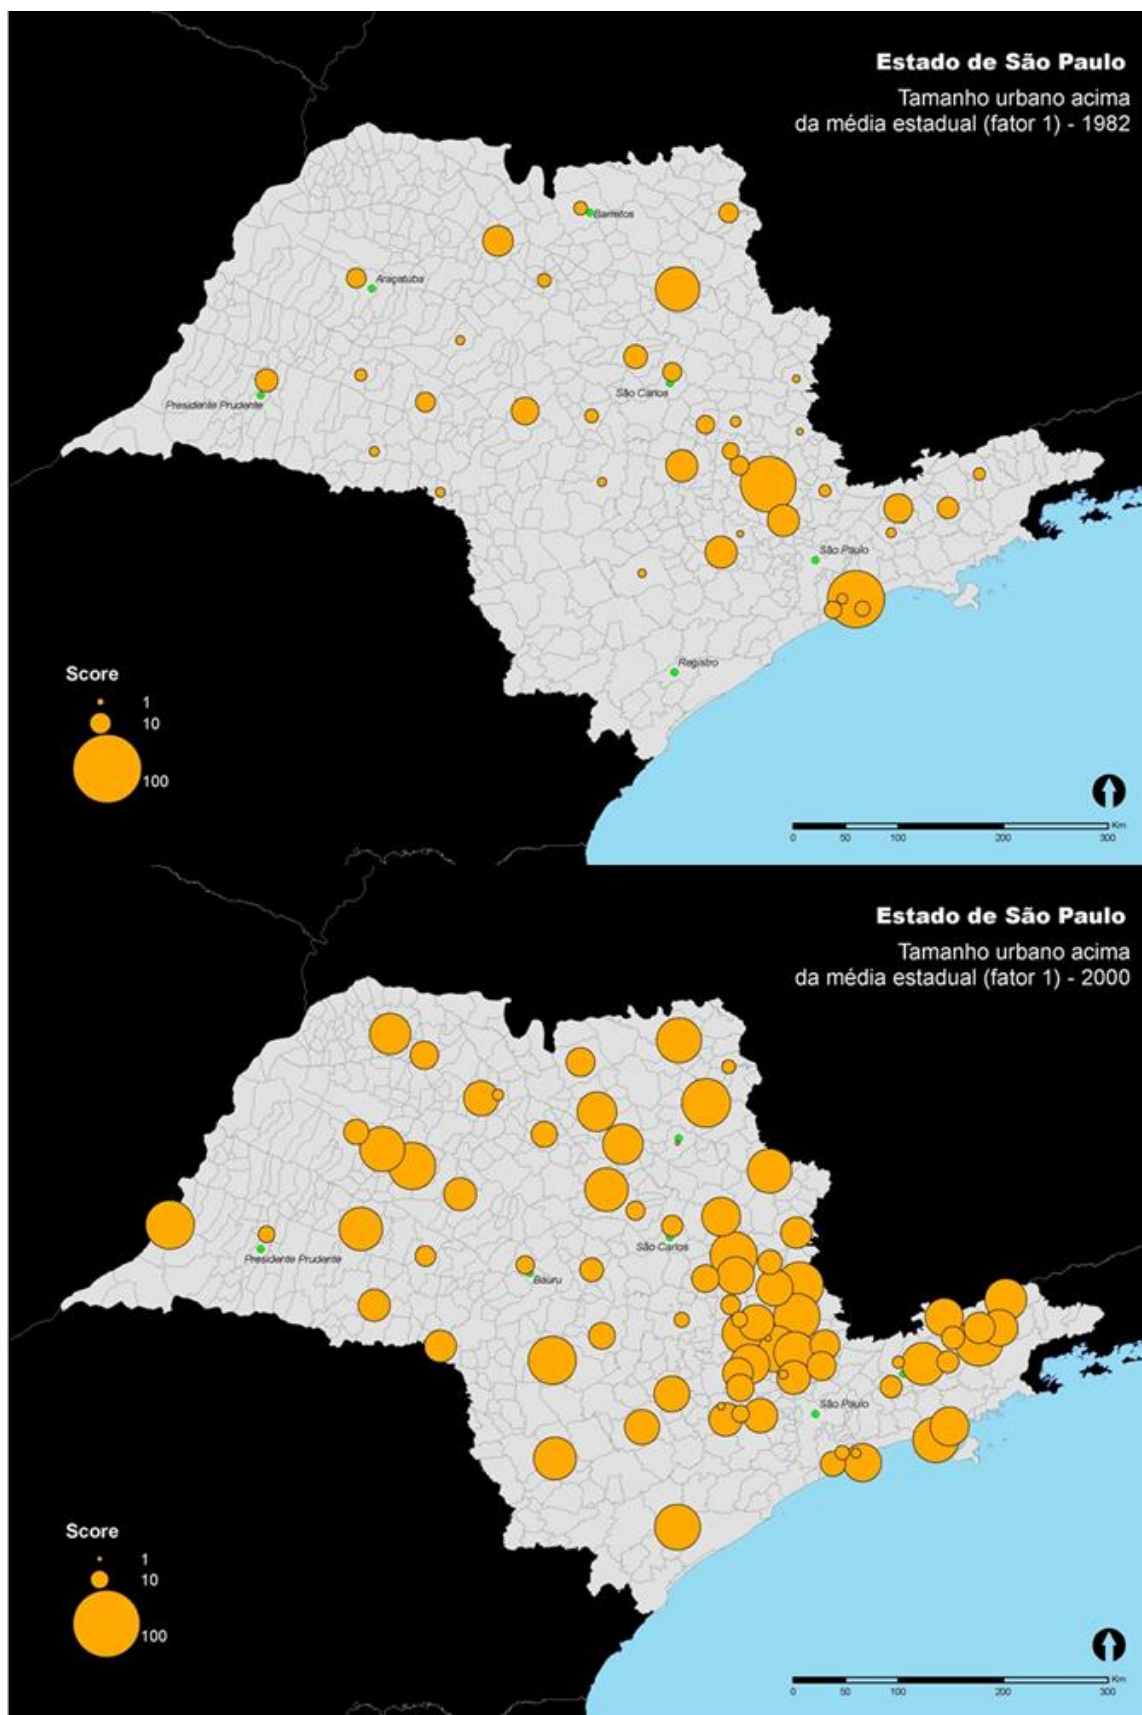 Estado de São Paulo
Tamanho urbano acima
da média estadual (fator 1) - 1982
Barretos
Araçatuba
São Carlos
Presidente Prudente
São Paulo
Registro
Score
1
10
100
Km
0 50 100 300
Estado de São Paulo
Tamanho urbano acima
da média estadual (fator 1) - 2000
São Carlos
Presidente Prudente
Bauru
São Paulo
Score
1
10
100
Km
0 50 100 200 300